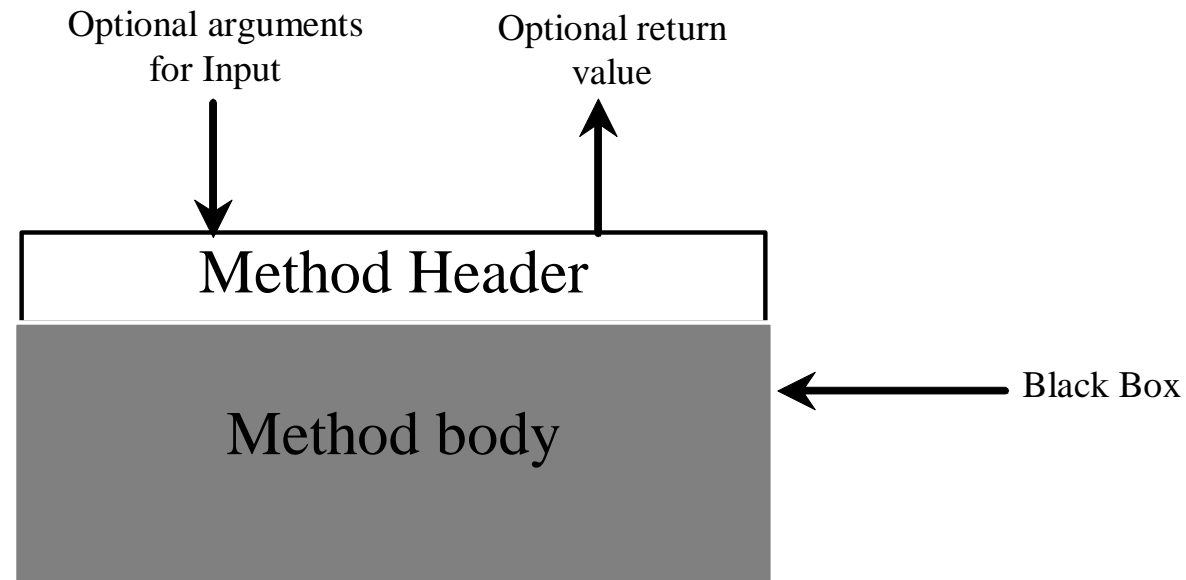 Optional arguments
for Input
Optional return
value
Method Header
Black Box
Method body